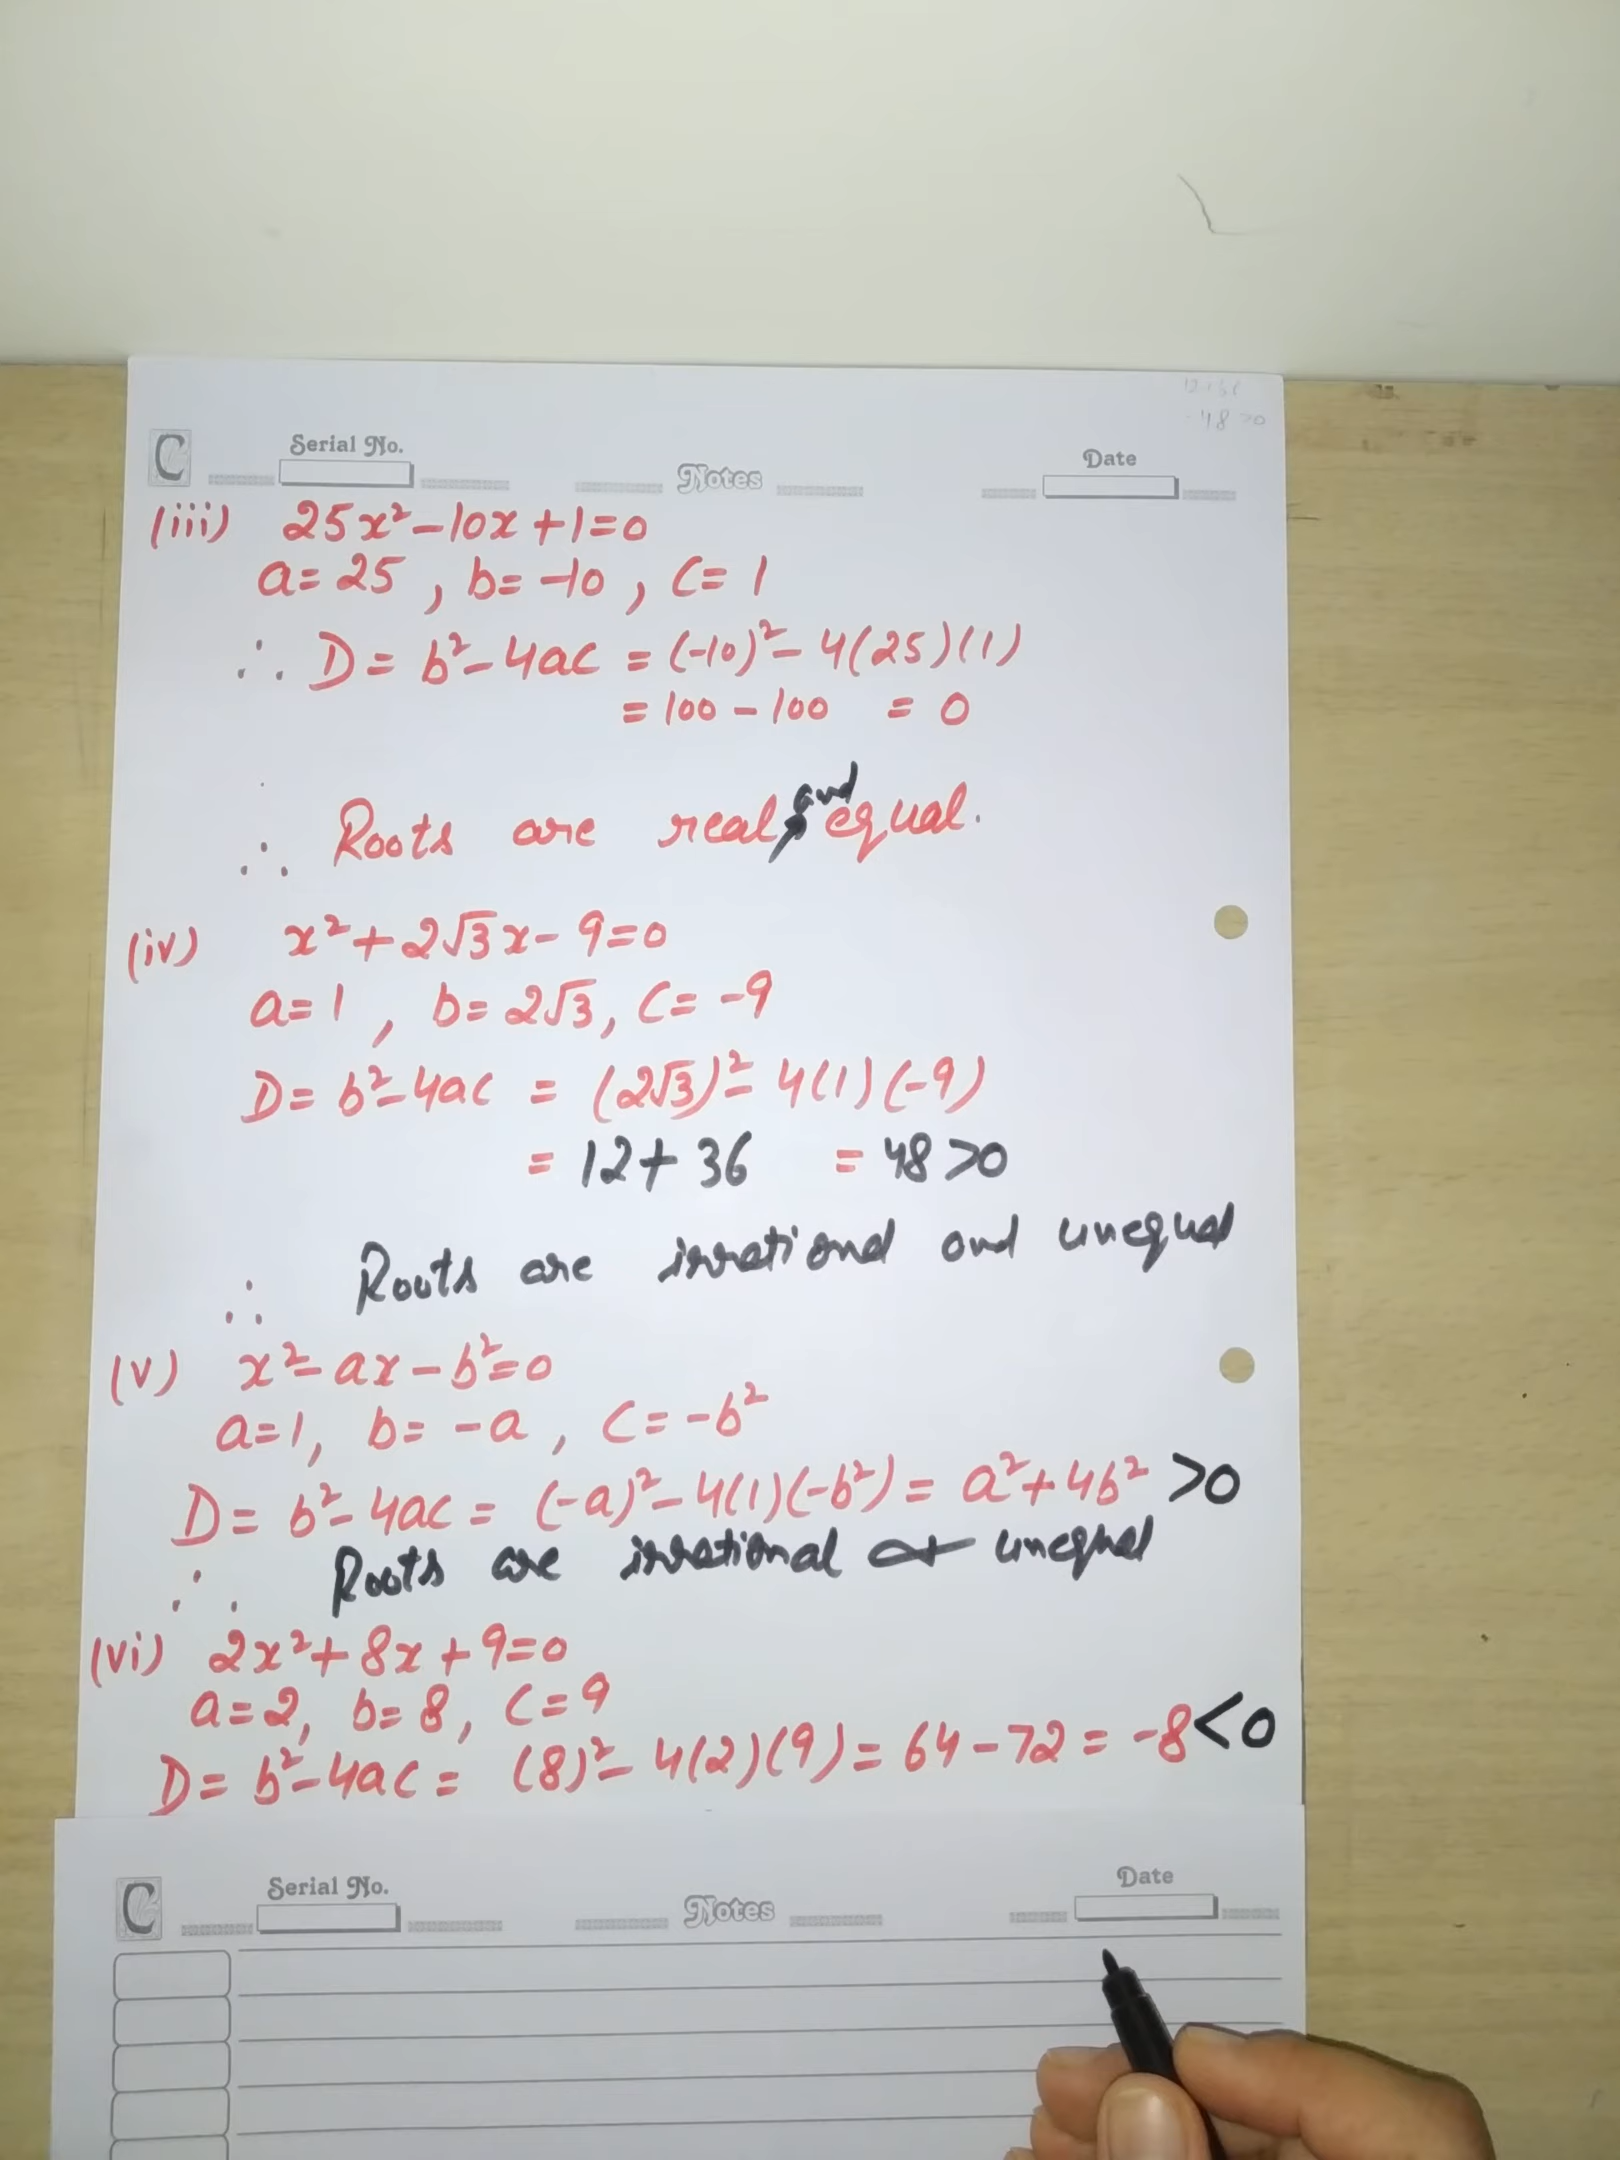 12+36
48 >0
C Serial No. Notes Date
(iii) 25x²-10x+1=0
a=25, b=-10, c=1
∴ D= b²-4ac = (-10)²- 4(25)(1)
= 100-100 = 0
∴ Roots are real, and equal.
(iv) x²+2√3x-9=0
a=1, b=2√3, c=-9
D= b²-4ac = (2√3)²- 4(1)(-9)
= 12+36 = 48>0
∴ Roots are irrational and unequal
(v) x²-ax-b²=0
a=1, b= -a, c=-b²
D= b²-4ac = (-a)²-4(1)(-b²)= a²+4b² >0
∴ Roots are irrational & unequal
(vi) 2x²+8x+9=0
a=2, b=8, c=9
D= b²-4ac= (8)²-4(2)(9)= 64-72= -8<0
C Serial No. Notes Date